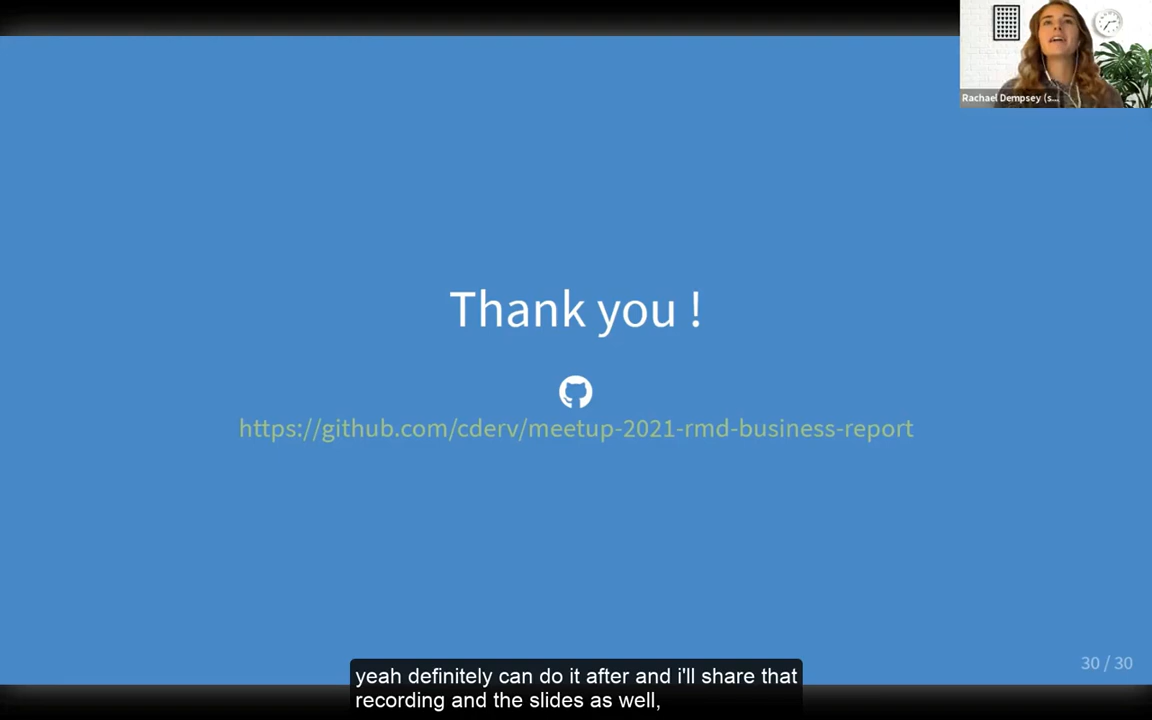 Rachael Dempsey (s...
Thank you !
https://github.com/cderv/meetup-2021-rmd-business-report
30 / 30
yeah definitely can do it after and i'll share that
recording and the slides as well,